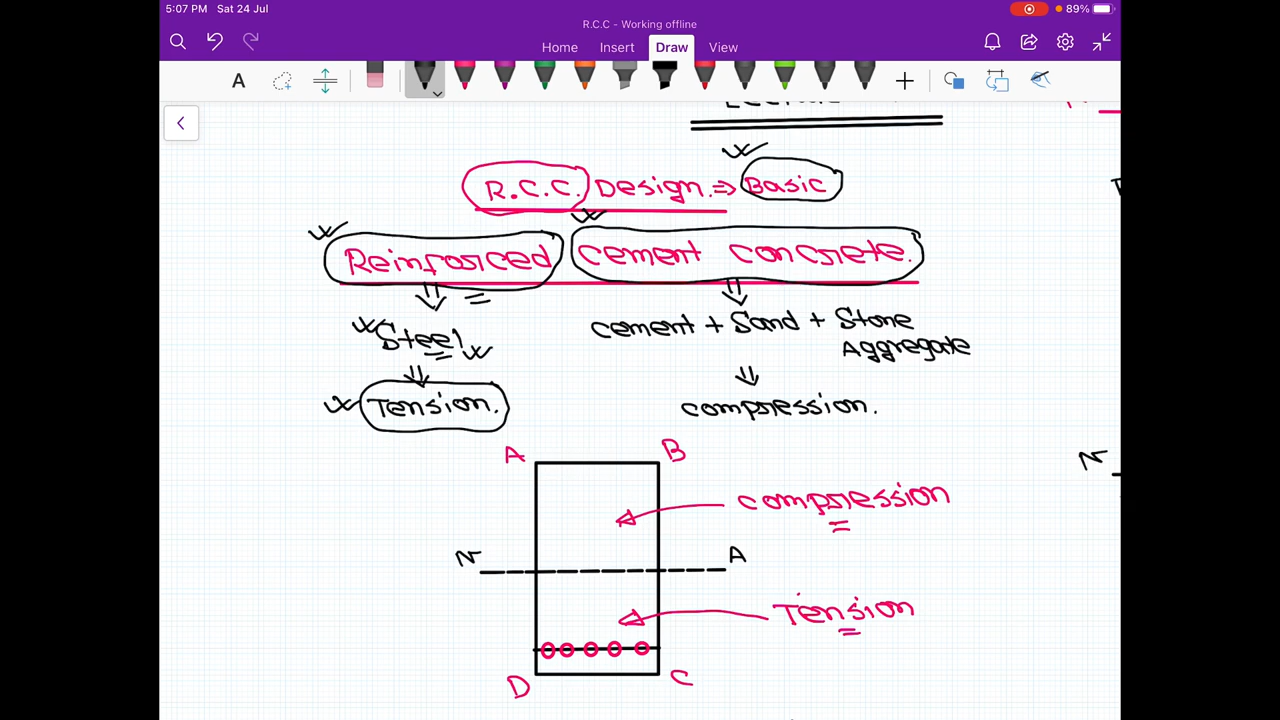 5:07 PM Sat 24 Jul
89%
R.C.C - Working offline
Home Insert Draw View
A
R.C.C. Design. ⇒ Basic
Reinforced cement concrete.
Steel
cement + Sand + Stone
Aggregate
Tension.
compression.
A
B
compression
N
A
Tension
D
C
N